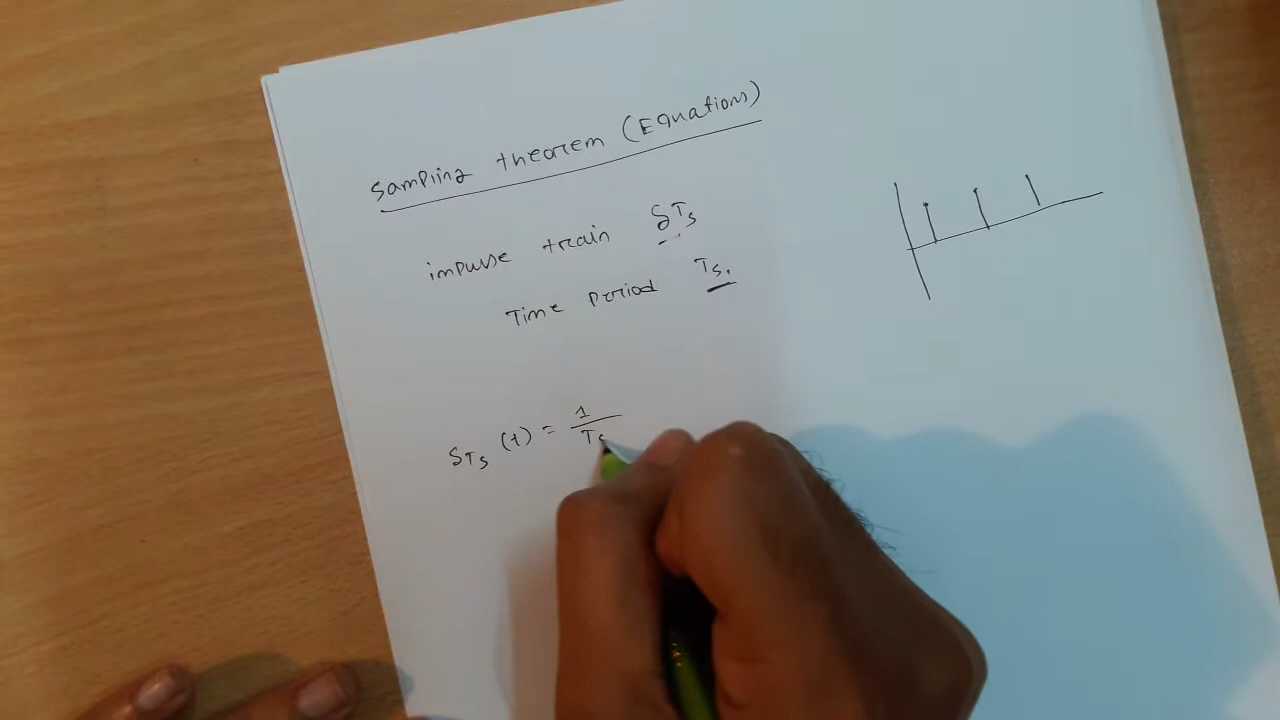 Sampling theorem (Equations)
impulse train δTs
Time Period Ts.
δTs (t) = 1/Ts